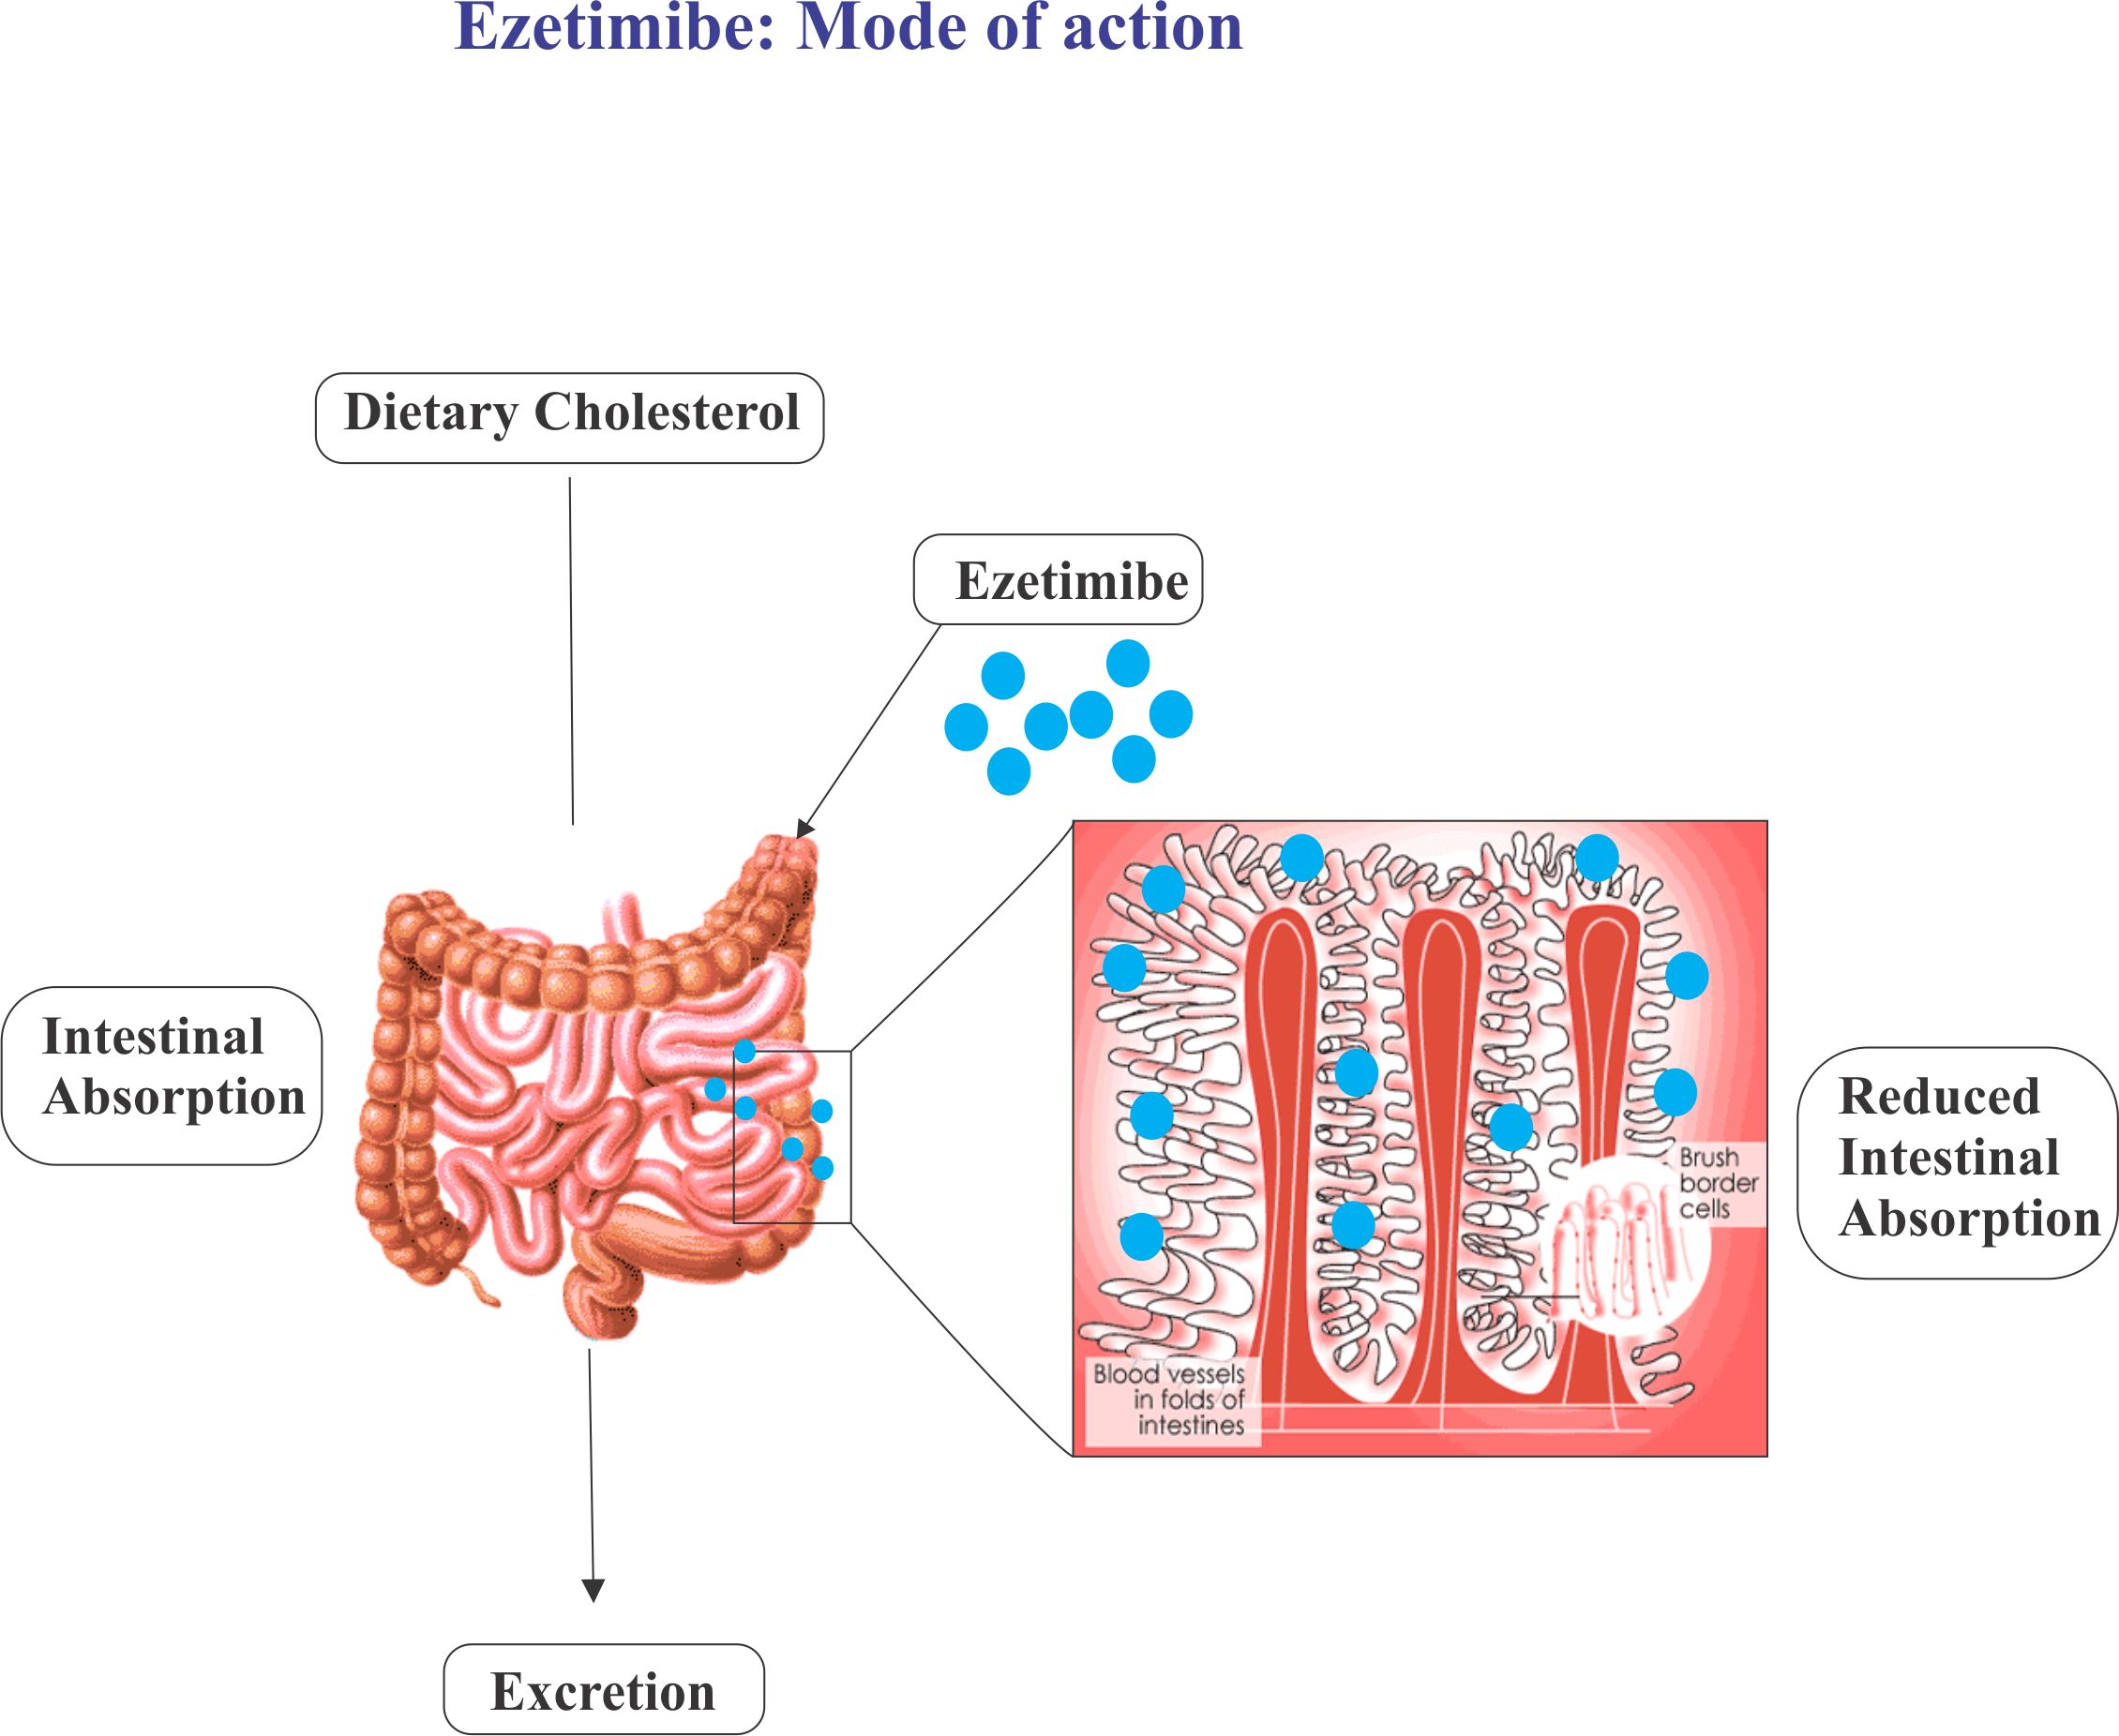 Ezetimibe: Mode of action
Dietary Cholesterol
Ezetimibe
Intestinal
Absorption
Reduced
Intestinal
Absorption
Brush
border
cells
Blood vessels
in folds of
intestines
Excretion